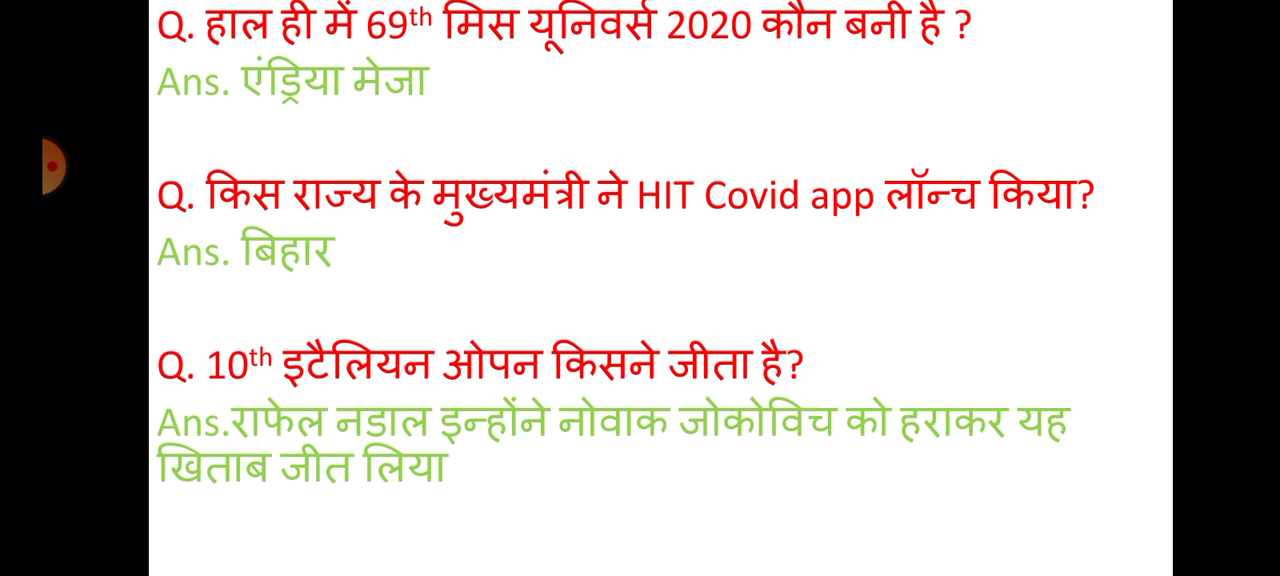 Q. हाल ही में 69th मिस यूनिवर्स 2020 कौन बनी है ?
Ans. एंड्रिया मेजा
Q. किस राज्य के मुख्यमंत्री ने HIT Covid app लॉन्च किया?
Ans. बिहार
Q. 10th इटैलियन ओपन किसने जीता है?
Ans.राफेल नडाल इन्होंने नोवाक जोकोविच को हराकर यह
खिताब जीत लिया